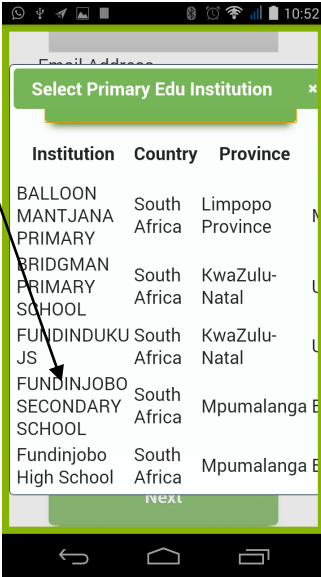 10:52
Email Address
Select Primary Edu Institution ×
Institution Country Province
BALLOON MANTJANA PRIMARY South Africa Limpopo Province
BRIDGMAN PRIMARY SCHOOL South Africa KwaZulu-Natal
FUNDINDUKU JS South Africa KwaZulu-Natal
FUNDINJOBO SECONDARY SCHOOL South Africa Mpumalanga E
Fundinjobo High School South Africa Mpumalanga E
Next